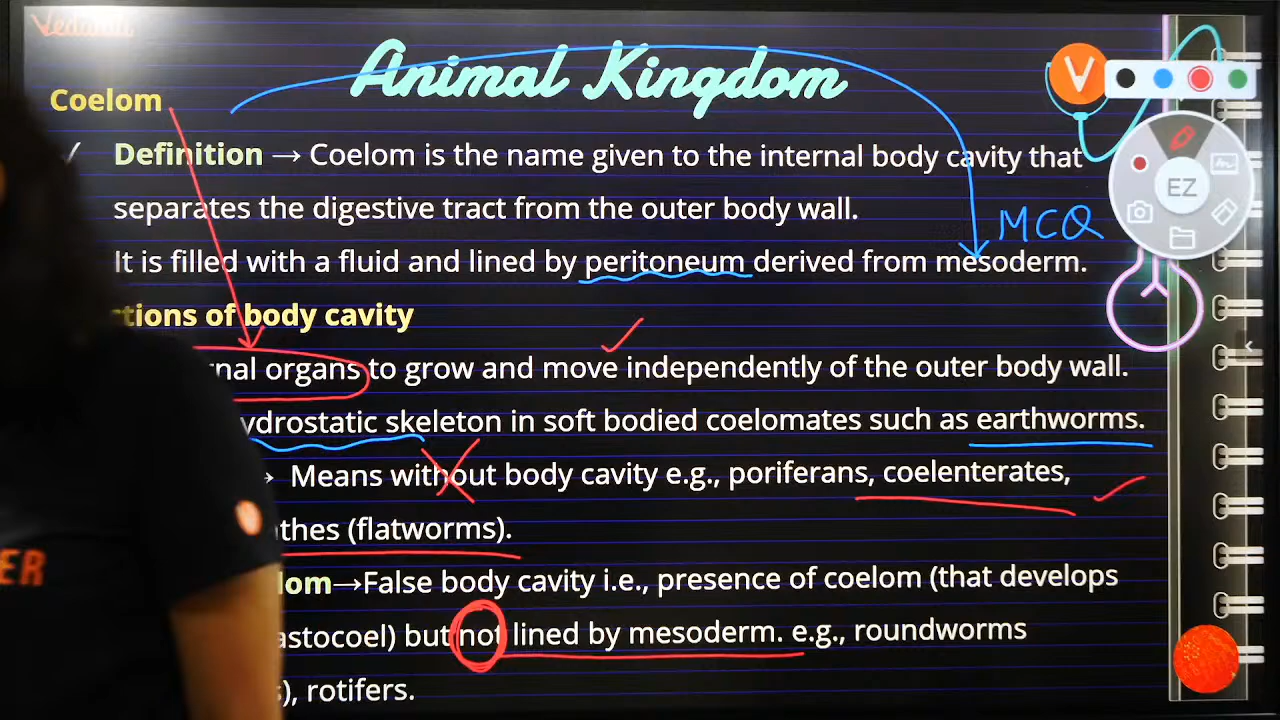 Vedantu
Animal Kingdom
V
Coelom
Definition → Coelom is the name given to the internal body cavity that
EZ
separates the digestive tract from the outer body wall.
MCQ
It is filled with a fluid and lined by peritoneum derived from mesoderm.
tions of body cavity
rnal organs to grow and move independently of the outer body wall.
ydrostatic skeleton in soft bodied coelomates such as earthworms.
→ Means without body cavity e.g., poriferans, coelenterates,
thes (flatworms).
lom→False body cavity i.e., presence of coelom (that develops
ER
astocoel) but not lined by mesoderm. e.g., roundworms
s), rotifers.